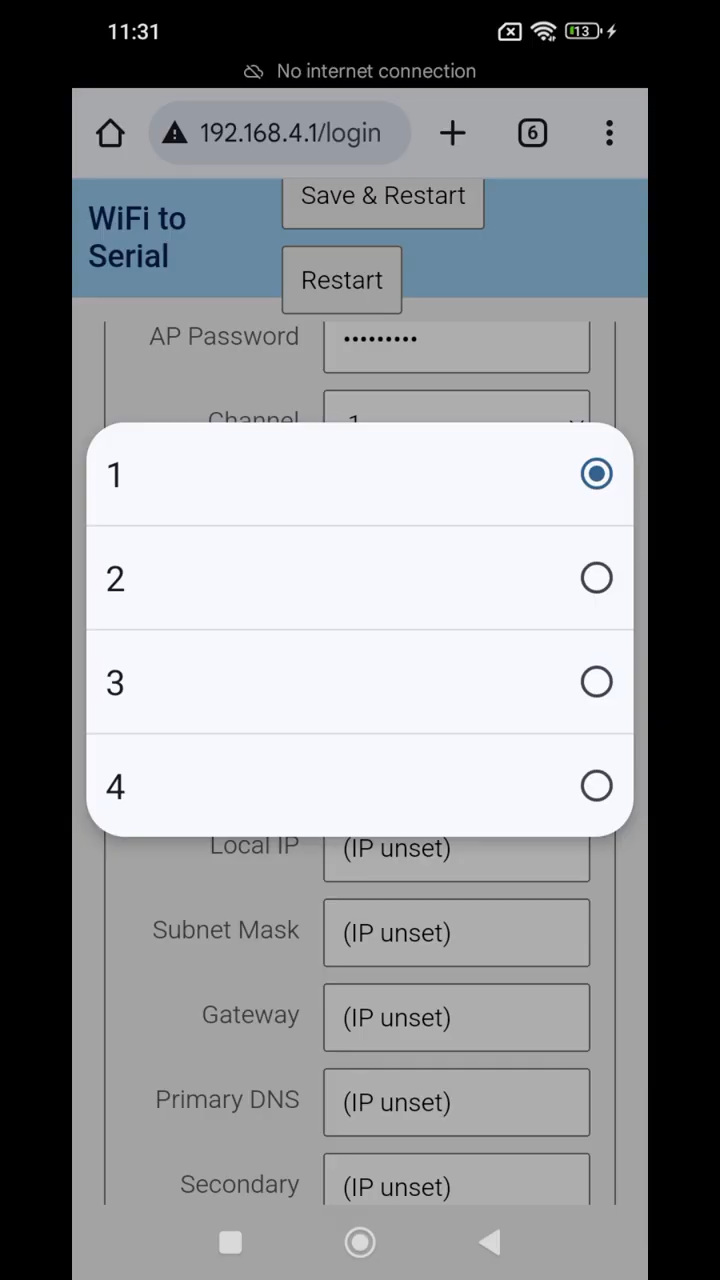 11:31
13
No internet connection
192.168.4.1/login
6
WiFi to
Serial
Save & Restart
Restart
AP Password
•••••••••
Channel
1
1
2
3
4
Local IP
(IP unset)
Subnet Mask
(IP unset)
Gateway
(IP unset)
Primary DNS
(IP unset)
Secondary
(IP unset)